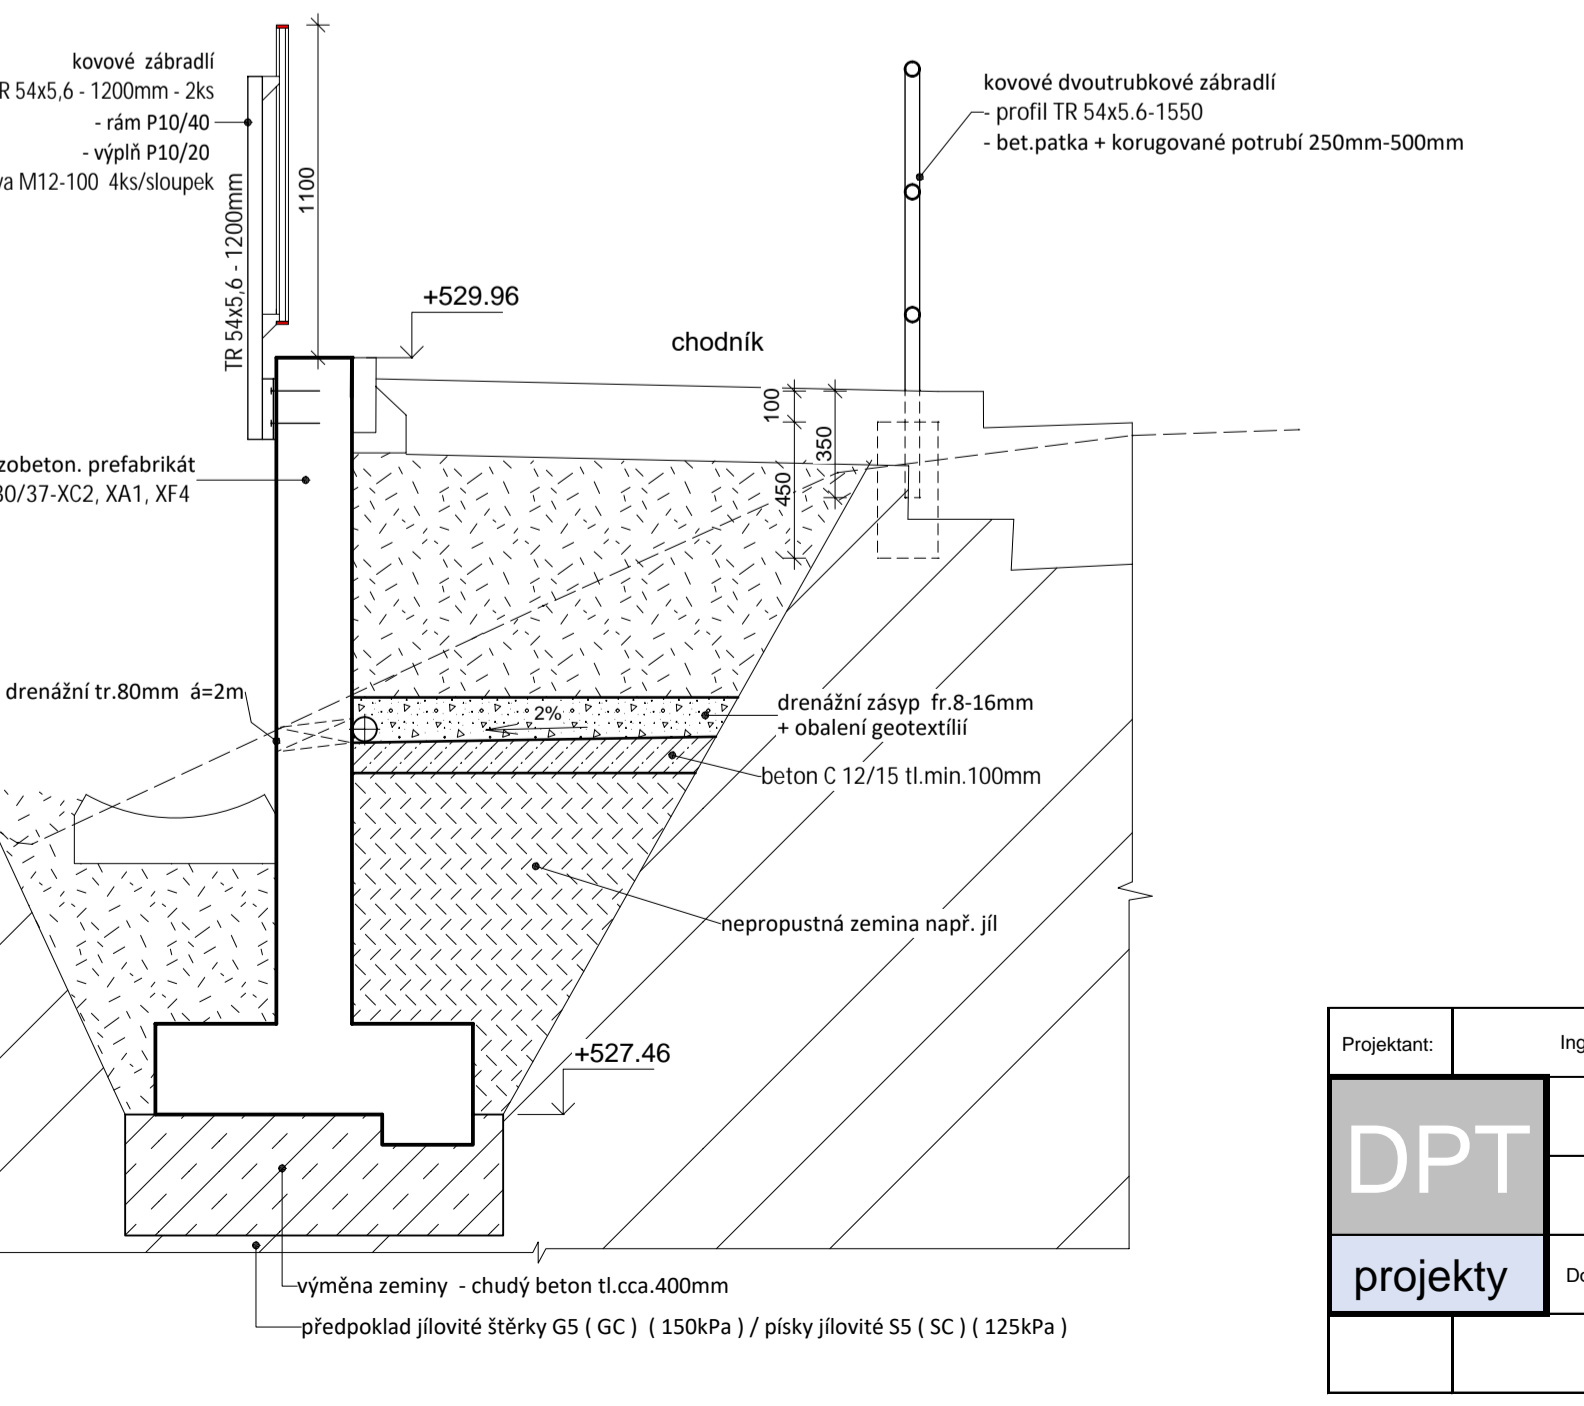 kovové zábradlí
R 54x5,6 - 1200mm - 2ks
- rám P10/40
- výplň P10/20
M12-100 4ks/sloupek
TR 54x5,6 - 1200mm
1100
+529.96
chodník
kovové dvoutrubkové zábradlí
- profil TR 54x5.6-1550
- bet.patka + korugované potrubí 250mm-500mm
100
350
450
zobeton. prefabrikát
30/37-XC2, XA1, XF4
drenážní tr.80mm á=2m
2%
drenážní zásyp fr.8-16mm
+ obalení geotextílií
beton C 12/15 tl.min.100mm
nepropustná zemina např. jíl
+527.46
výměna zeminy - chudý beton tl.cca.400mm
předpoklad jílovité štěrky G5 ( GC ) ( 150kPa ) / písky jílovité S5 ( SC ) ( 125kPa )
Projektant:
Ing
DPT
projekty
Do